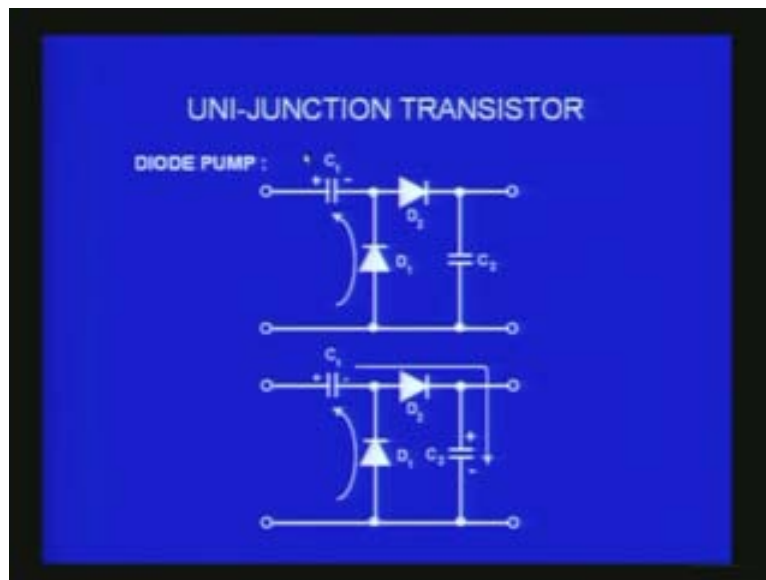 UNI-JUNCTION TRANSISTOR
DIODE PUMP :
C₁
+ -
D₂
D₁
C₂
C₁
+ -
D₂
D₁
C₂
+
-